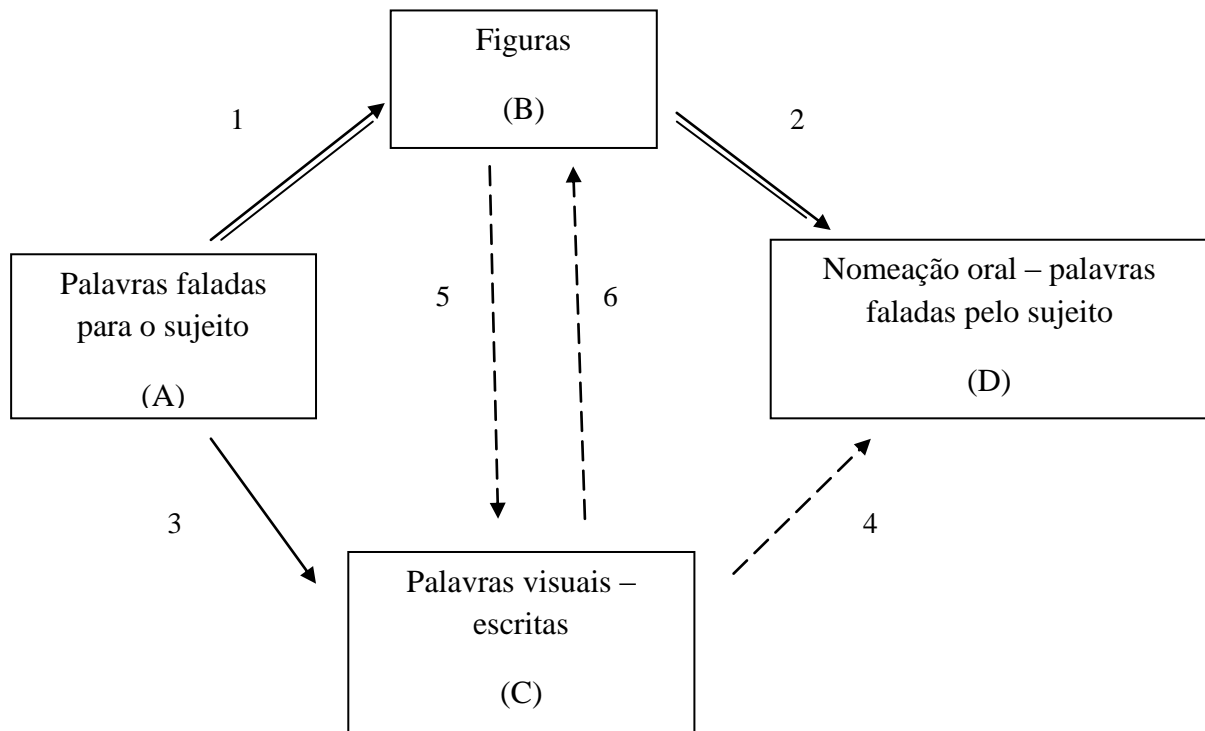 Figuras
(B)
1
2
Palavras faladas
para o sujeito
(A)
5
6
Nomeação oral – palavras
faladas pelo sujeito
(D)
3
4
Palavras visuais –
escritas
(C)